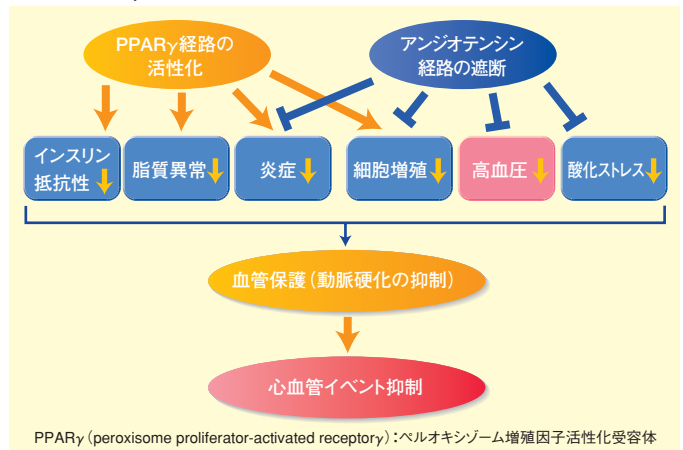 PPARγ経路の
活性化
アンジオテンシン
経路の遮断
インスリン
抵抗性
脂質異常
炎症
細胞増殖
高血圧
酸化ストレス
血管保護（動脈硬化の抑制）
心血管イベント抑制
PPARγ（peroxisome proliferator-activated receptorγ）：ペルオキシゾーム増殖因子活性化受容体